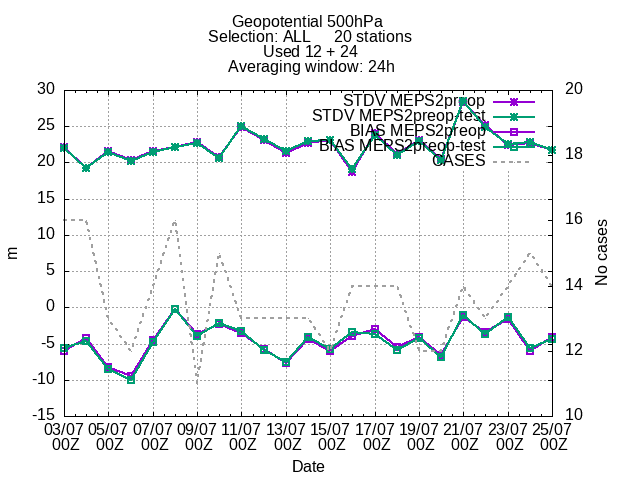 Geopotential 500hPa
Selection: ALL 20 stations
Used 12 + 24
Averaging window: 24h
30
25
20
15
10
5
0
-5
-10
-15
m
20
18
16
14
12
10
No cases
STDV MEPS2preop
STDV MEPS2preop-test
BIAS MEPS2preop
BIAS MEPS2preop-test
CASES
03/07 05/07 07/07 09/07 11/07 13/07 15/07 17/07 19/07 21/07 23/07 25/07
00Z 00Z 00Z 00Z 00Z 00Z 00Z 00Z 00Z 00Z 00Z 00Z
Date